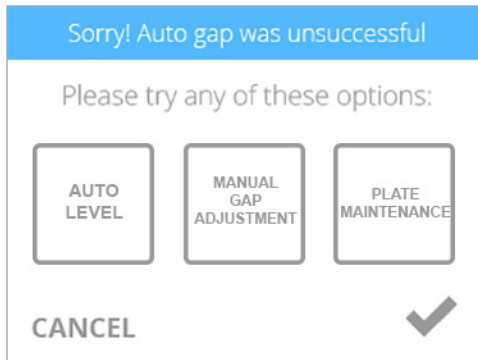 Sorry! Auto gap was unsuccessful
Please try any of these options:
AUTO
LEVEL
MANUAL
GAP
ADJUSTMENT
PLATE
MAINTENANCE
CANCEL